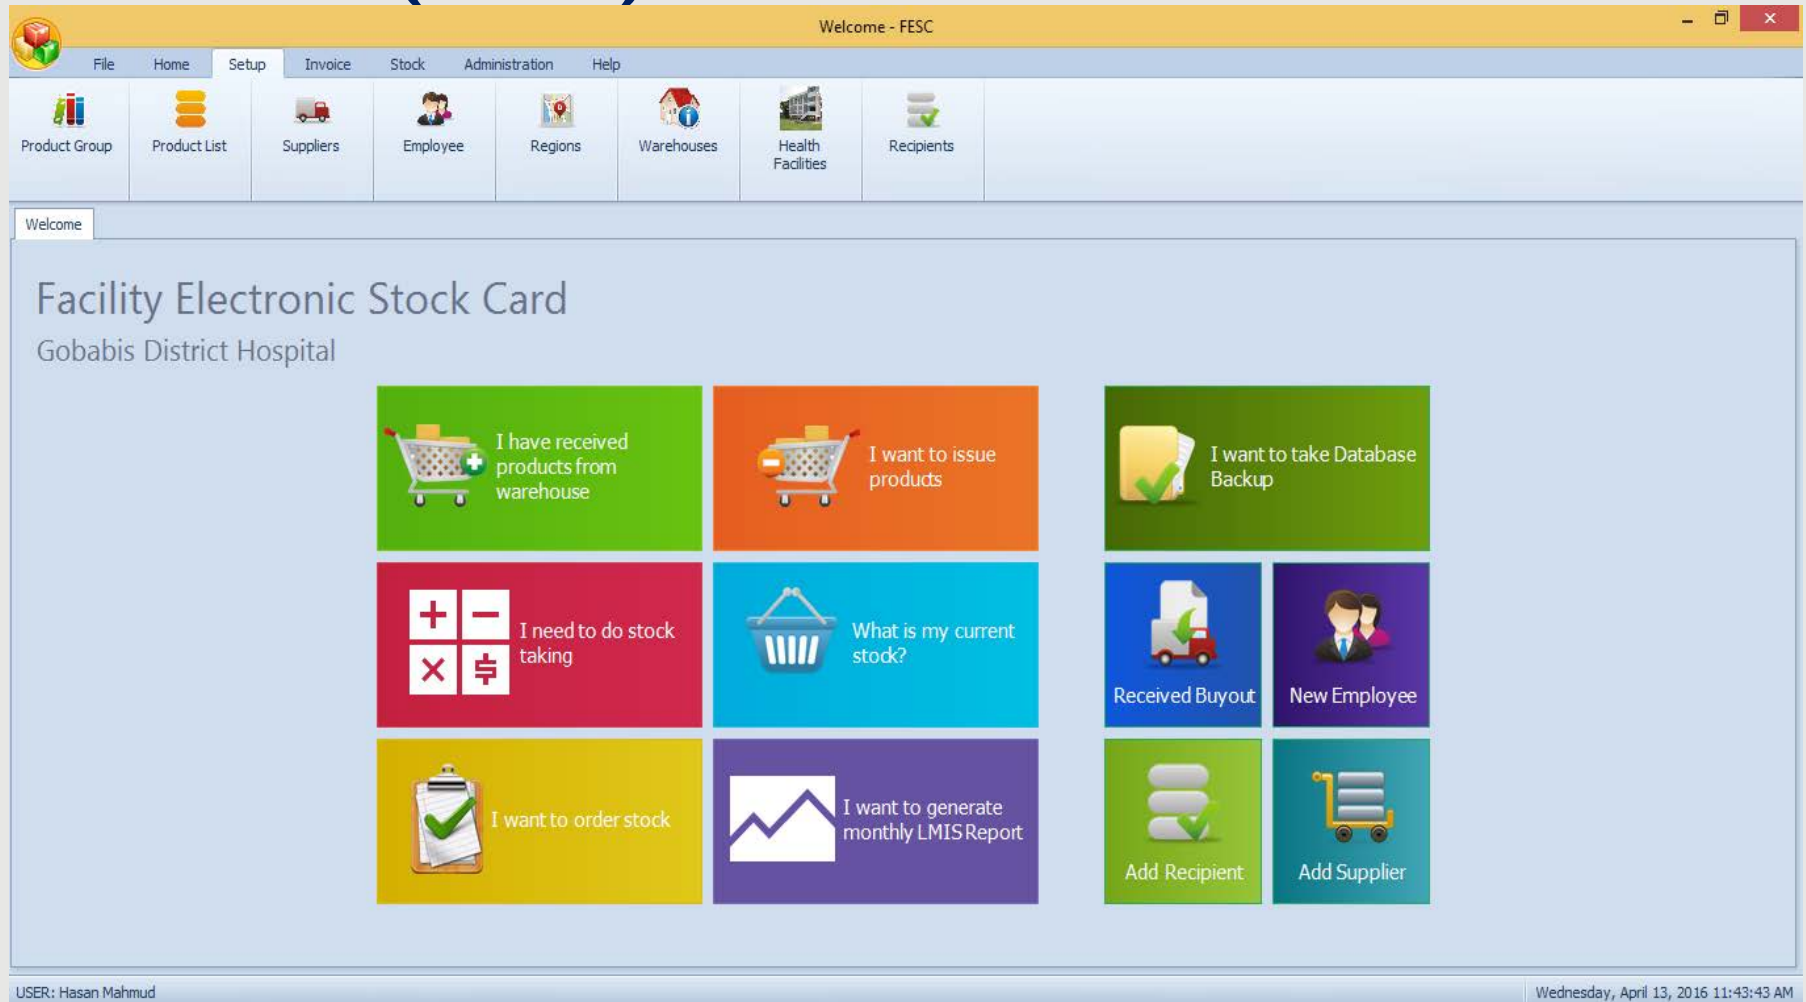 Welcome - FESC
File Home Setup Invoice Stock Administration Help
Product Group Product List Suppliers Employee Regions Warehouses Health Recipients
Facilities
Welcome
Facility Electronic Stock Card
Gobabis District Hospital
I have received
products from
warehouse
I want to issue
products
I want to take Database
Backup
I need to do stock
taking
What is my current
stock?
Received Buyout
New Employee
I want to order stock
I want to generate
monthly LMIS Report
Add Recipient
Add Supplier
USER: Hasan Mahmud
Wednesday, April 13, 2016 11:43:43 AM